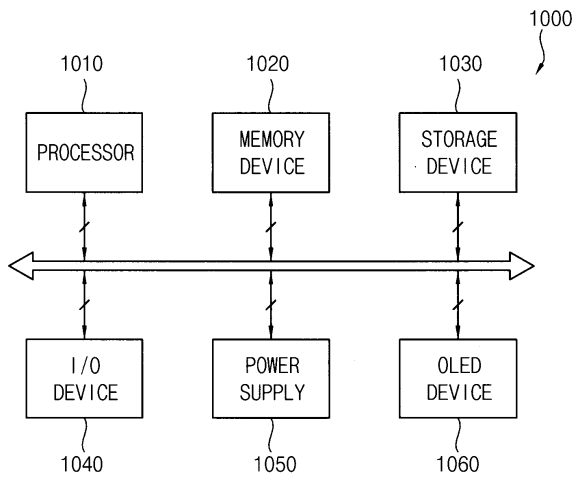 1000
1010
1020
1030
PROCESSOR
MEMORY
DEVICE
STORAGE
DEVICE
I/O
DEVICE
POWER
SUPPLY
OLED
DEVICE
1040
1050
1060